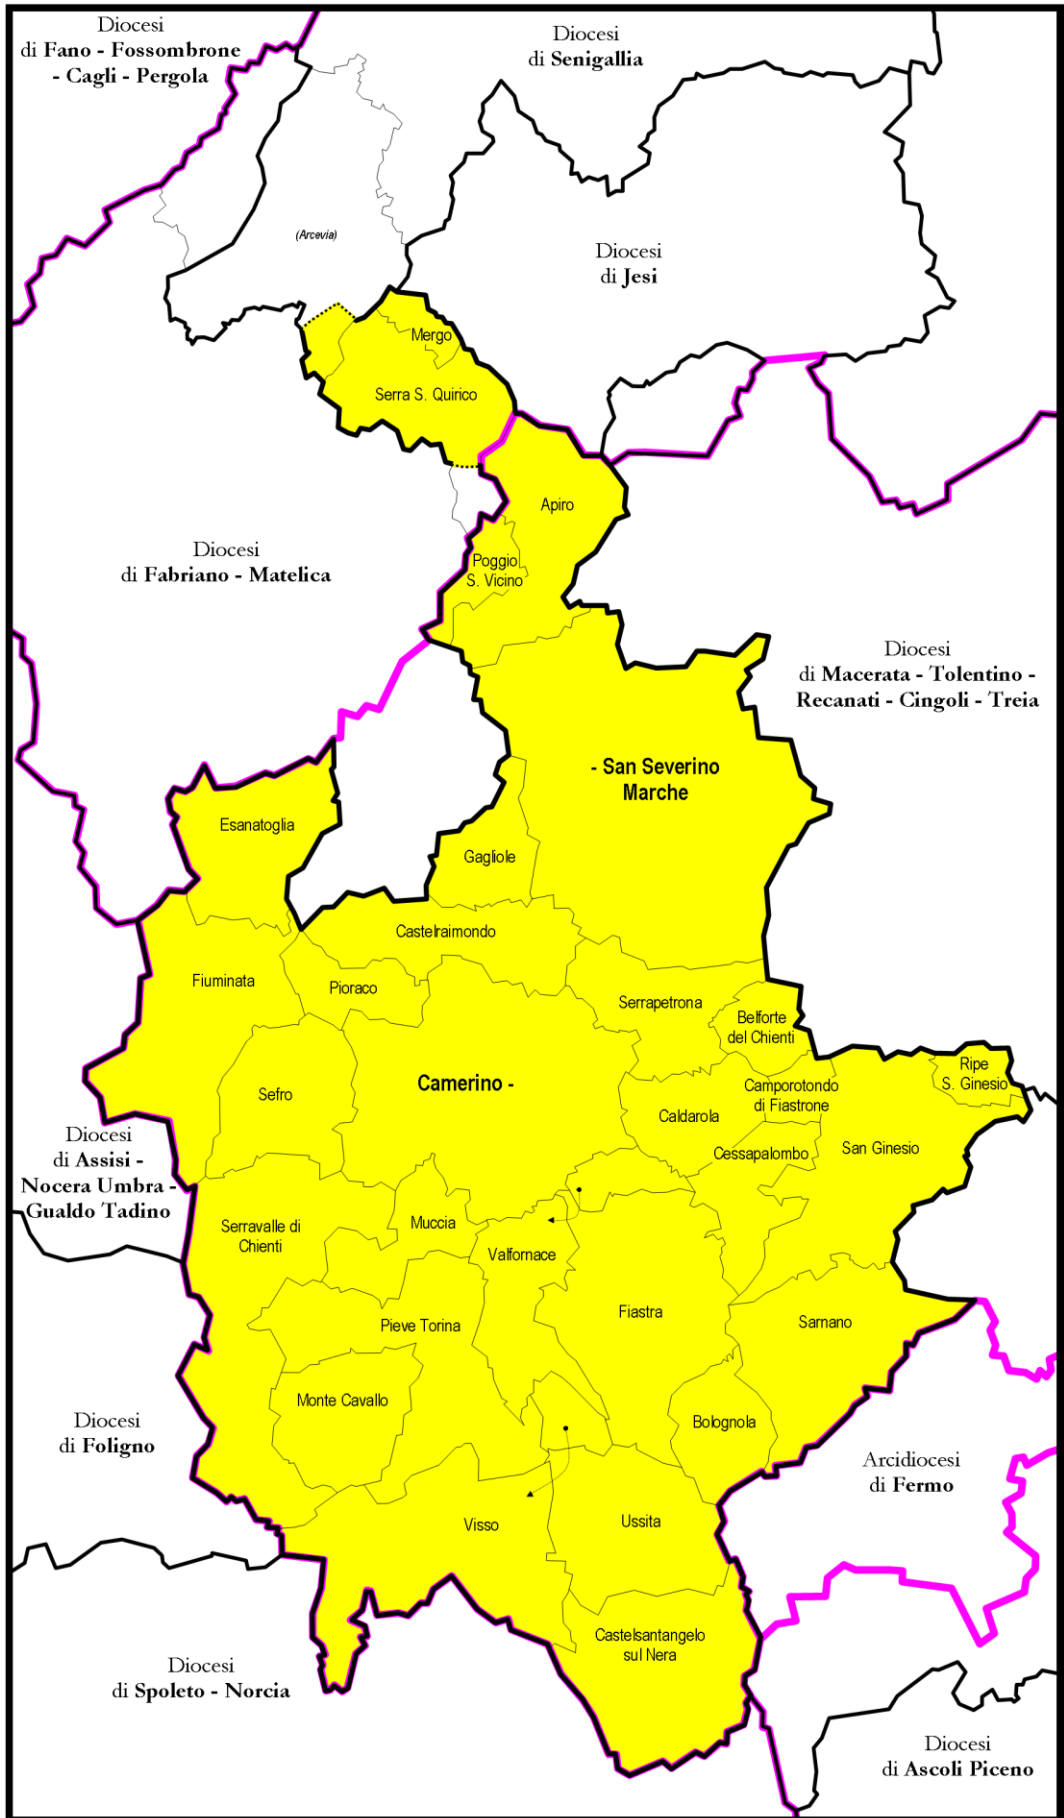 Diocesi
di Fano - Fossombrone
- Cagli - Pergola
Diocesi
di Senigallia
(Arcevia)
Diocesi
di Jesi
Mergo
Serra S. Quirico
Apiro
Diocesi
di Fabriano - Matelica
Poggio
S. Vicino
Diocesi
di Macerata - Tolentino -
Recanati - Cingoli - Treia
- San Severino
Marche
Esanatoglia
Gagliole
Castelraimondo
Fiuminata
Pioraco
Serrapetrona
Belforte
del Chienti
Ripe
S. Ginesio
Camerino -
Sefro
Camporotondo
di Fiastrone
Caldarola
Diocesi
di Assisi -
Nocera Umbra -
Gualdo Tadino
Cessapalombo
San Ginesio
Serravalle di
Chienti
Muccia
Valfornace
Fiastra
Sarnano
Pieve Torina
Monte Cavallo
Bolognola
Diocesi
di Foligno
Arcidiocesi
di Fermo
Visso
Ussita
Castelsantangelo
sul Nera
Diocesi
di Spoleto - Norcia
Diocesi
di Ascoli Piceno